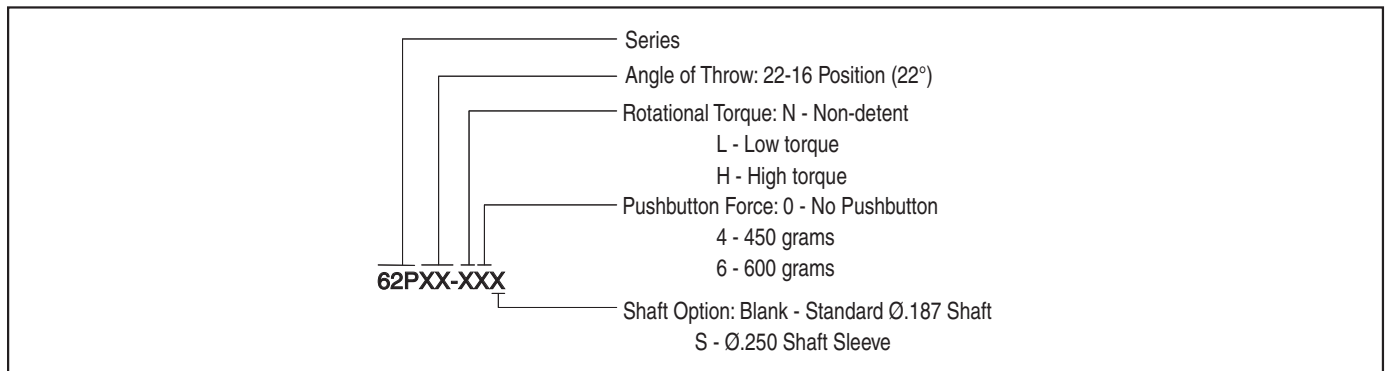 Series
Angle of Throw: 22-16 Position (22°)
Rotational Torque: N - Non-detent
L - Low torque
H - High torque
Pushbutton Force: 0 - No Pushbutton
4 - 450 grams
6 - 600 grams
62PXX-XXX
Shaft Option: Blank - Standard Ø.187 Shaft
S - Ø.250 Shaft Sleeve